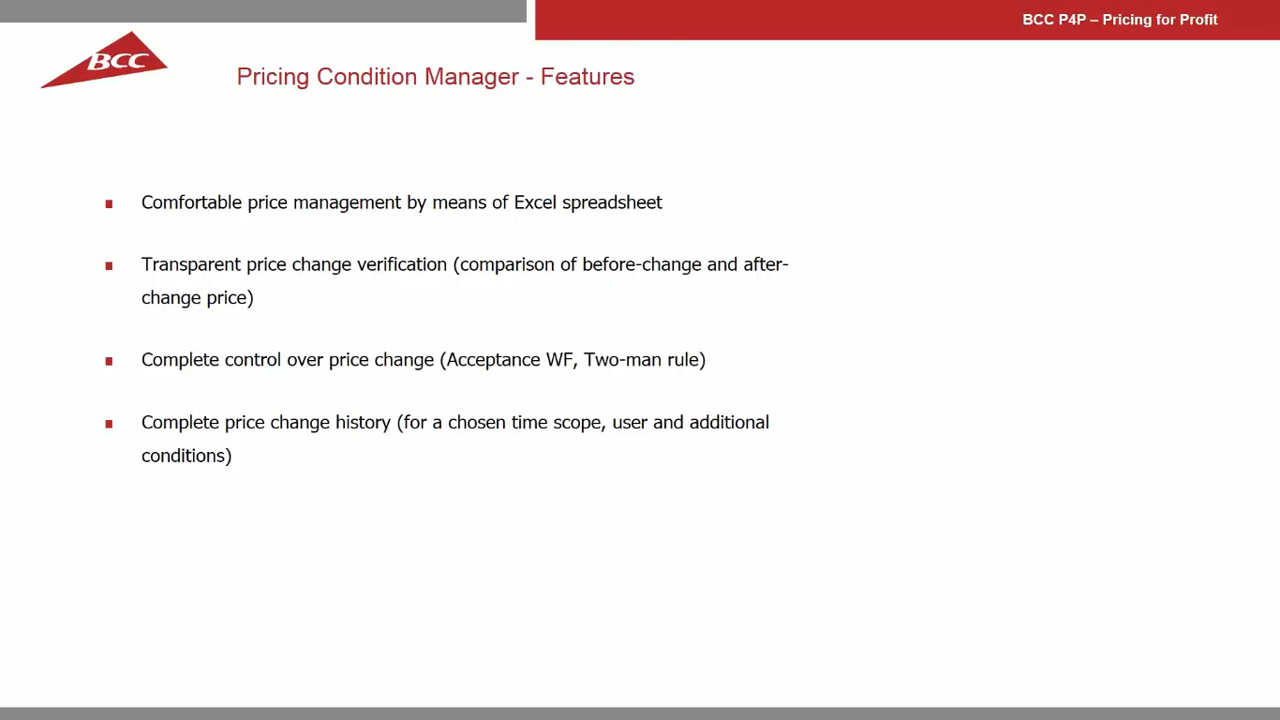 BCC P4P – Pricing for Profit
BCC
Pricing Condition Manager - Features
Comfortable price management by means of Excel spreadsheet
Transparent price change verification (comparison of before-change and after-
change price)
Complete control over price change (Acceptance WF, Two-man rule)
Complete price change history (for a chosen time scope, user and additional
conditions)